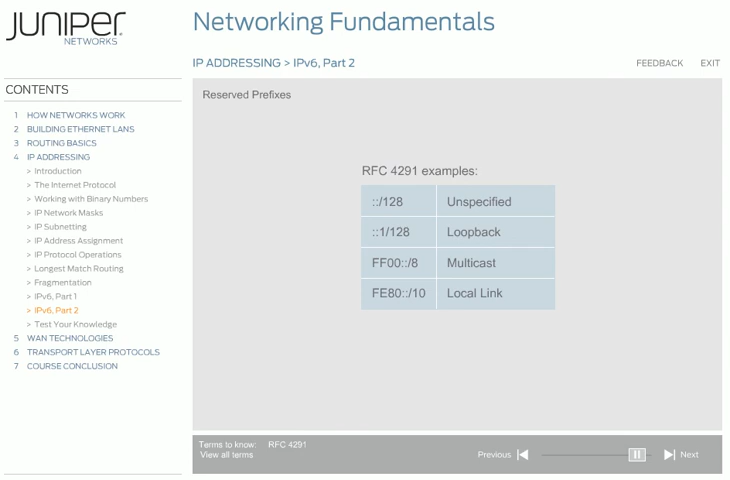 JUNIPER
NETWORKS
Networking Fundamentals
IP ADDRESSING > IPv6, Part 2
FEEDBACK EXIT
CONTENTS
1 HOW NETWORKS WORK
2 BUILDING ETHERNET LANS
3 ROUTING BASICS
4 IP ADDRESSING
> Introduction
> The Internet Protocol
> Working with Binary Numbers
> IP Network Masks
> IP Subnetting
> IP Address Assignment
> IP Protocol Operations
> Longest Match Routing
> Fragmentation
> IPv6, Part 1
> IPv6, Part 2
> Test Your Knowledge
5 WAN TECHNOLOGIES
6 TRANSPORT LAYER PROTOCOLS
7 COURSE CONCLUSION
Reserved Prefixes
RFC 4291 examples:
::/128 Unspecified
::1/128 Loopback
FF00::/8 Multicast
FE80::/10 Local Link
Terms to know: RFC 4291
View all terms
Previous Next